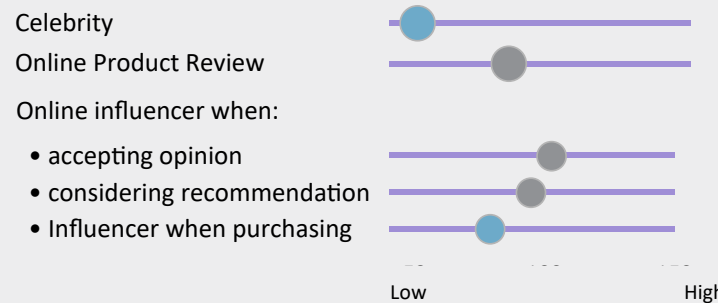 Celebrity
Online Product Review
Online influencer when:
• accepting opinion
• considering recommendation
• Influencer when purchasing
Low High